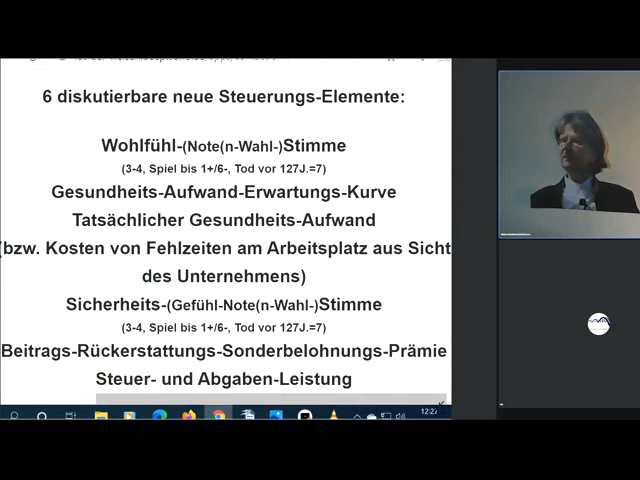 6 diskutierbare neue Steuerungs-Elemente:
Wohlfühl-(Note(n-Wahl-)Stimme
(3-4, Spiel bis 1+/6-, Tod vor 127J.=7)
Gesundheits-Aufwand-Erwartungs-Kurve
Tatsächlicher Gesundheits-Aufwand
(bzw. Kosten von Fehlzeiten am Arbeitsplatz aus Sicht
des Unternehmens)
Sicherheits-(Gefühl-Note(n-Wahl-)Stimme
(3-4, Spiel bis 1+/6-, Tod vor 127J.=7)
Beitrags-Rückerstattungs-Sonderbelohnungs-Prämie
Steuer- und Abgaben-Leistung
12:27